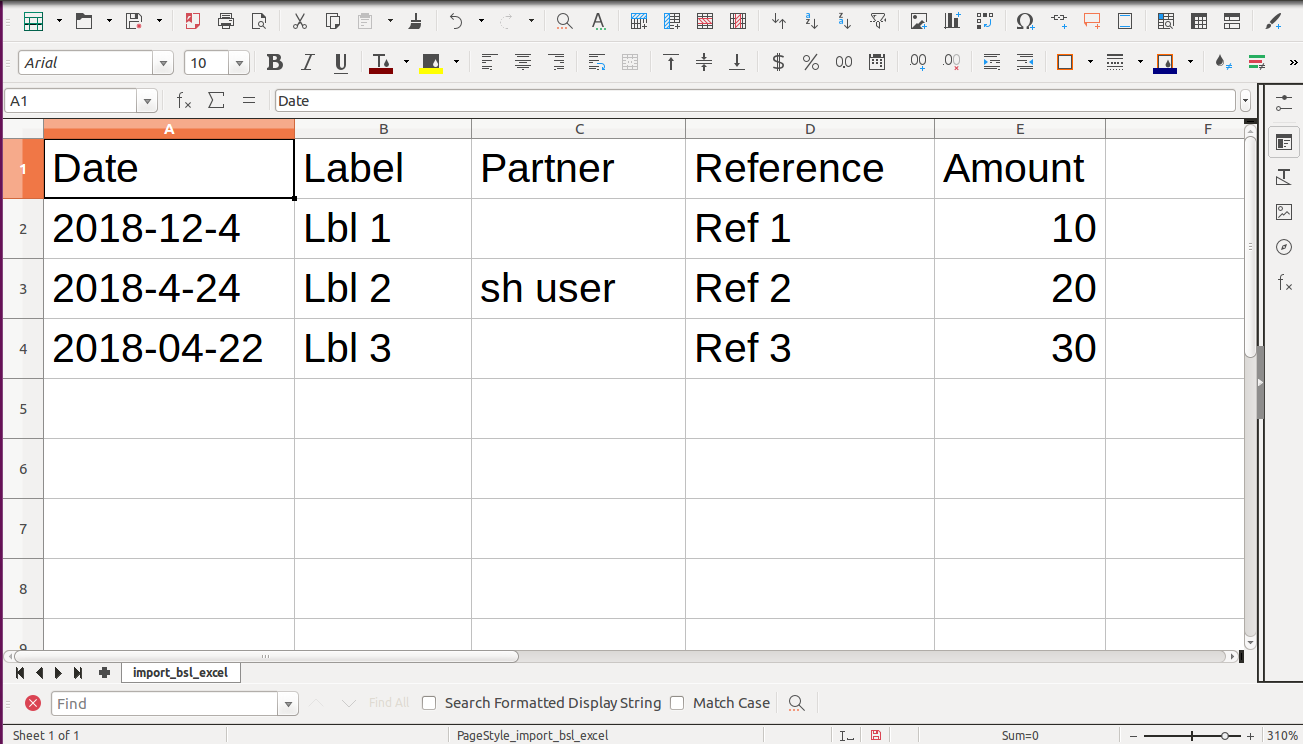 Arial 10
A1 Date
A B C D E F
1 Date Label Partner Reference Amount
2 2018-12-4 Lbl 1 Ref 1 10
3 2018-4-24 Lbl 2 sh user Ref 2 20
4 2018-04-22 Lbl 3 Ref 3 30
5
6
7
8
9
import_bsl_excel
Find Find All Search Formatted Display String Match Case
Sheet 1 of 1 PageStyle_import_bsl_excel Sum=0 310%